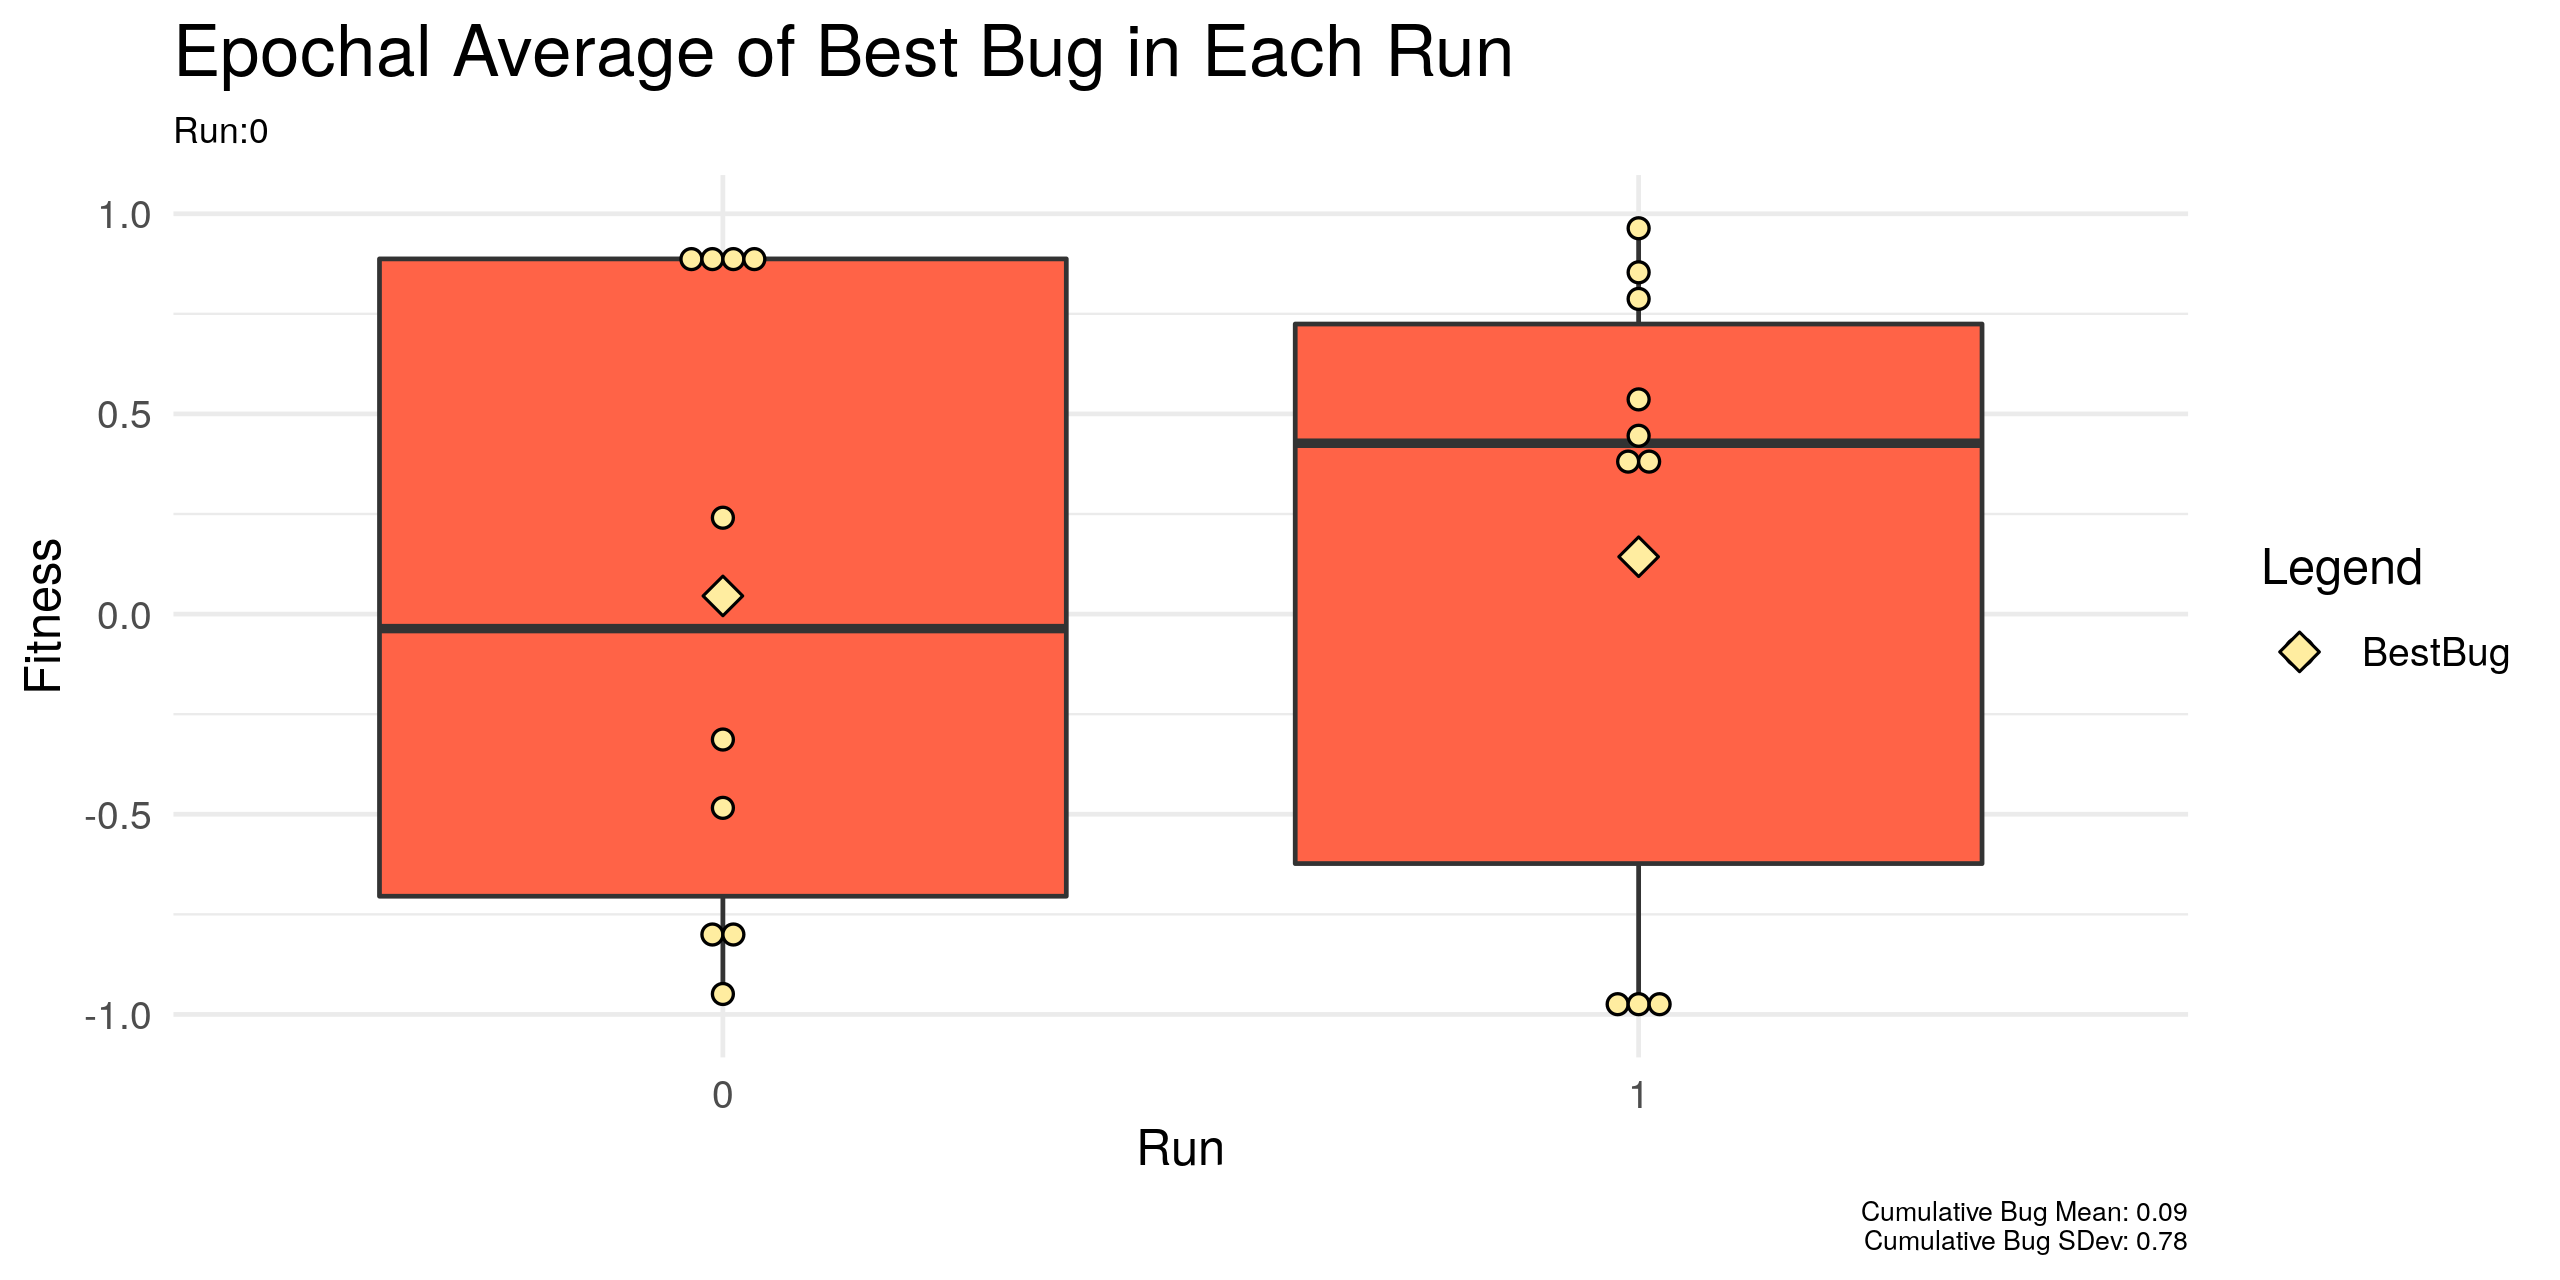 Epochal Average of Best Bug in Each Run
Run:0
1.0
0.5
0.0
-0.5
-1.0
Fitness
0
1
Run
Legend
BestBug
Cumulative Bug Mean: 0.09
Cumulative Bug SDev: 0.78